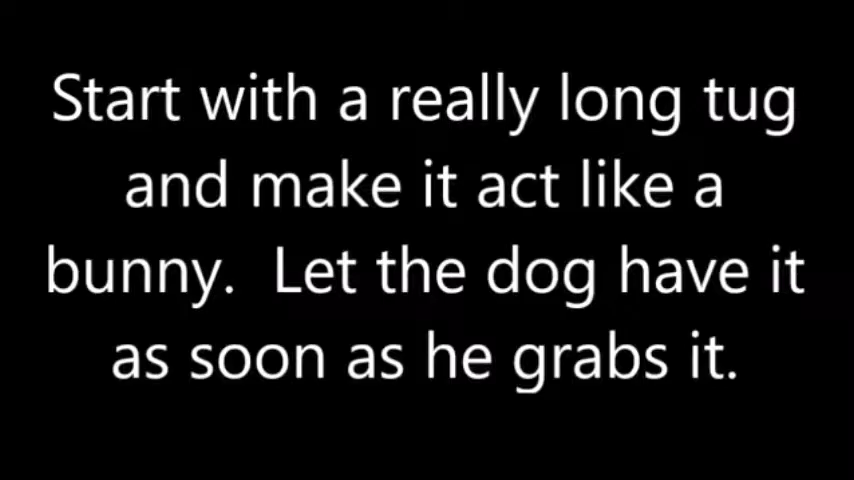 Start with a really long tug
and make it act like a
bunny.  Let the dog have it
as soon as he grabs it.